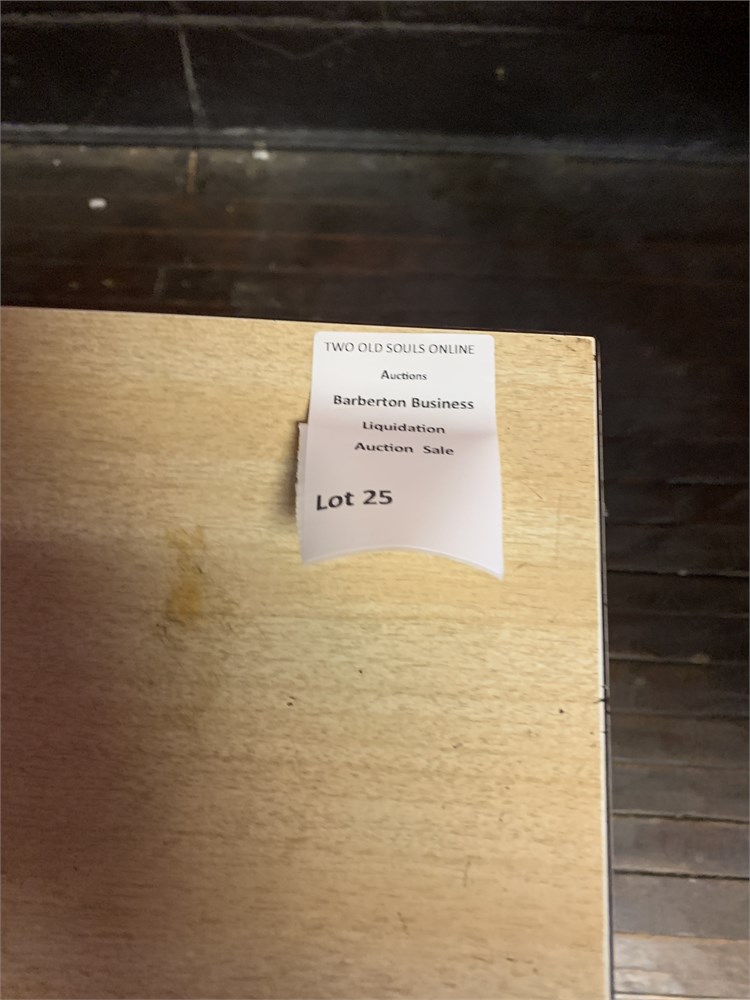 TWO OLD SOULS ONLINE
Auctions
Barberton Business
Liquidation
Auction Sale
Lot 25